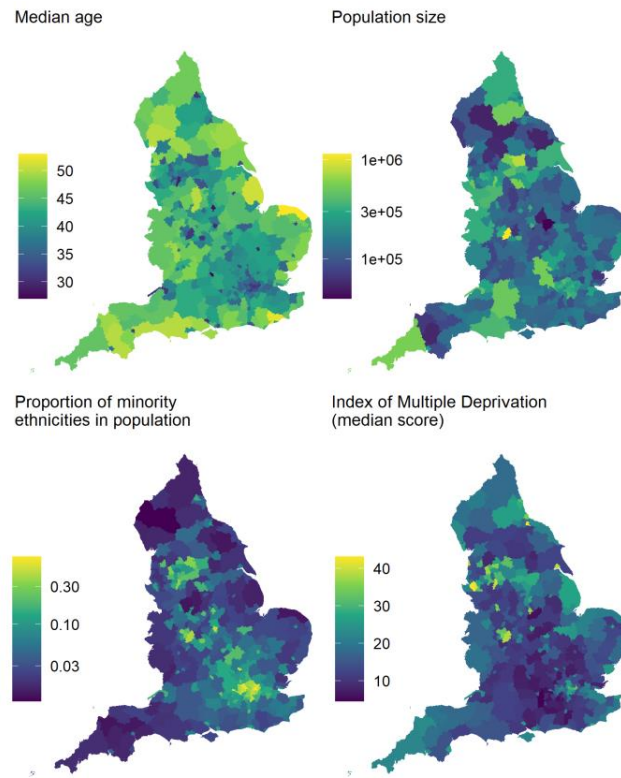 Median age
50
45
40
35
30
Population size
1e+06
3e+05
1e+05
Proportion of minority
ethnicities in population
0.30
0.10
0.03
Index of Multiple Deprivation
(median score)
40
30
20
10